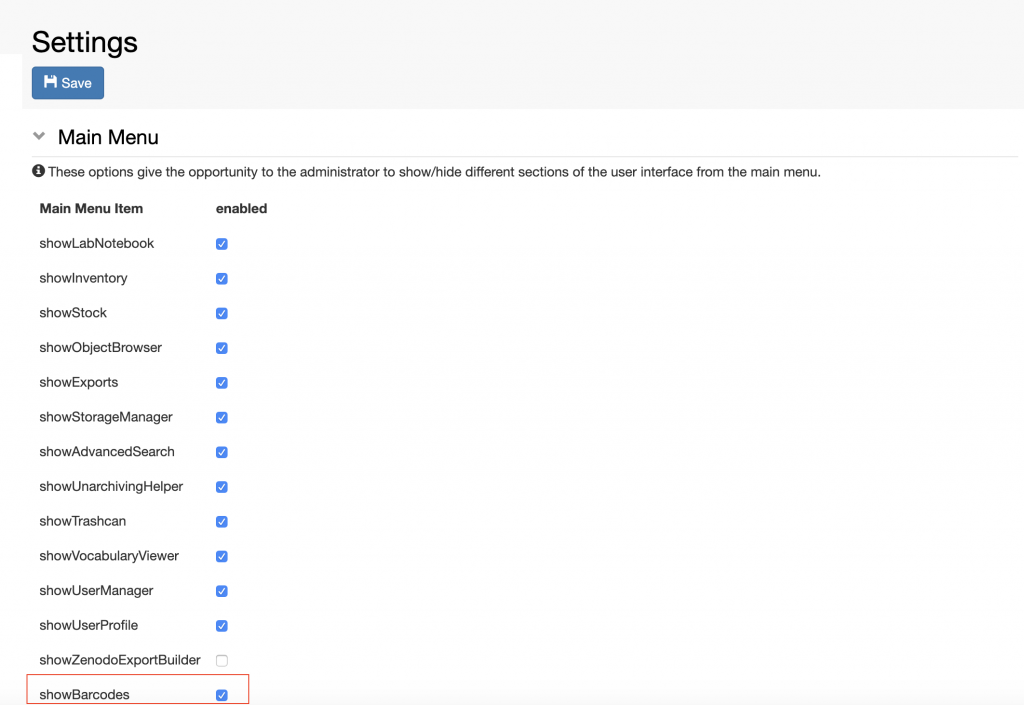 Settings
Save
Main Menu
These options give the opportunity to the administrator to show/hide different sections of the user interface from the main menu.
Main Menu Item enabled
showLabNotebook
showInventory
showStock
showObjectBrowser
showExports
showStorageManager
showAdvancedSearch
showUnarchivingHelper
showTrashcan
showVocabularyViewer
showUserManager
showUserProfile
showZenodoExportBuilder
showBarcodes